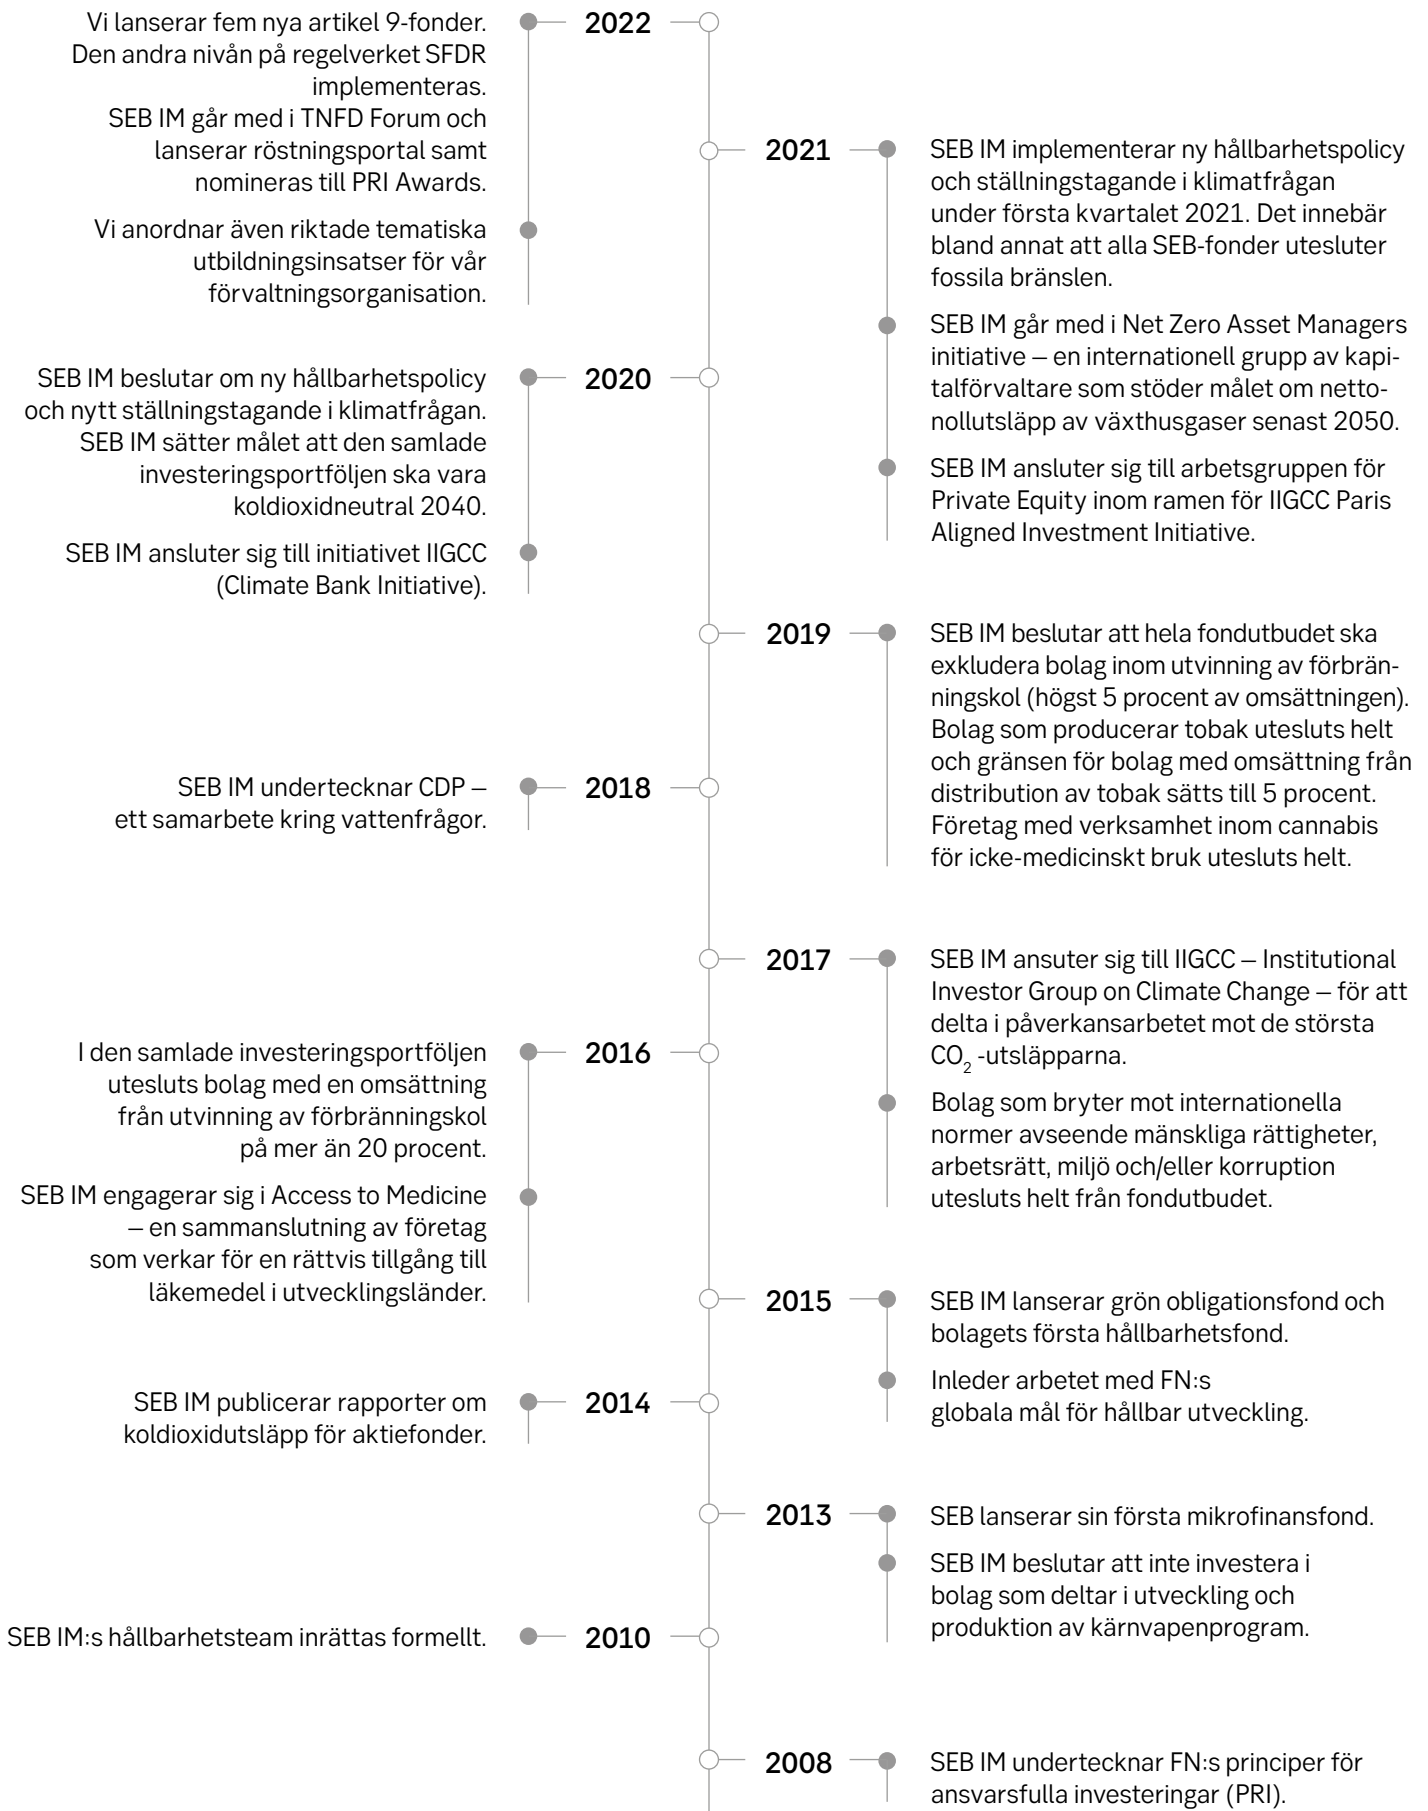 2022
Vi lanserar fem nya artikel 9-fonder.
Den andra nivån på regelverket SFDR
implementeras.
SEB IM går med i TNFD Forum och
lanserar röstningsportal samt
nomineras till PRI Awards.
Vi anordnar även riktade tematiska
utbildningsinsatser för vår
förvaltningsorganisation.
2021
SEB IM implementerar ny hållbarhetspolicy
och ställningstagande i klimatfrågan
under första kvartalet 2021. Det innebär
bland annat att alla SEB-fonder utesluter
fossila bränslen.
SEB IM går med i Net Zero Asset Managers
initiative – en internationell grupp av kapi-
talförvaltare som stöder målet om netto-
nollutsläpp av växthusgaser senast 2050.
SEB IM ansluter sig till arbetsgruppen för
Private Equity inom ramen för IIGCC Paris
Aligned Investment Initiative.
2020
SEB IM beslutar om ny hållbarhetspolicy
och nytt ställningstagande i klimatfrågan.
SEB IM sätter målet att den samlade
investeringsportföljen ska vara
koldioxidneutral 2040.
SEB IM ansluter sig till initiativet IIGCC
(Climate Bank Initiative).
2019
SEB IM beslutar att hela fondutbudet ska
exkludera bolag inom utvinning av förbrän-
ningskol (högst 5 procent av omsättningen).
Bolag som producerar tobak utesluts helt
och gränsen för bolag med omsättning från
distribution av tobak sätts till 5 procent.
Företag med verksamhet inom cannabis
för icke-medicinskt bruk utesluts helt.
2018
SEB IM undertecknar CDP –
ett samarbete kring vattenfrågor.
2017
SEB IM ansuter sig till IIGCC – Institutional
Investor Group on Climate Change – för att
delta i påverkansarbetet mot de största
CO₂ -utsläpparna.
Bolag som bryter mot internationella
normer avseende mänskliga rättigheter,
arbetsrätt, miljö och/eller korruption
utesluts helt från fondutbudet.
2016
I den samlade investeringsportföljen
utesluts bolag med en omsättning
från utvinning av förbränningskol
på mer än 20 procent.
SEB IM engagerar sig i Access to Medicine
– en sammanslutning av företag
som verkar för en rättvis tillgång till
läkemedel i utvecklingsländer.
2015
SEB IM lanserar grön obligationsfond och
bolagets första hållbarhetsfond.
Inleder arbetet med FN:s
globala mål för hållbar utveckling.
2014
SEB IM publicerar rapporter om
koldioxidutsläpp för aktiefonder.
2013
SEB lanserar sin första mikrofinansfond.
SEB IM beslutar att inte investera i
bolag som deltar i utveckling och
produktion av kärnvapenprogram.
2010
SEB IM:s hållbarhetsteam inrättas formellt.
2008
SEB IM undertecknar FN:s principer för
ansvarsfulla investeringar (PRI).